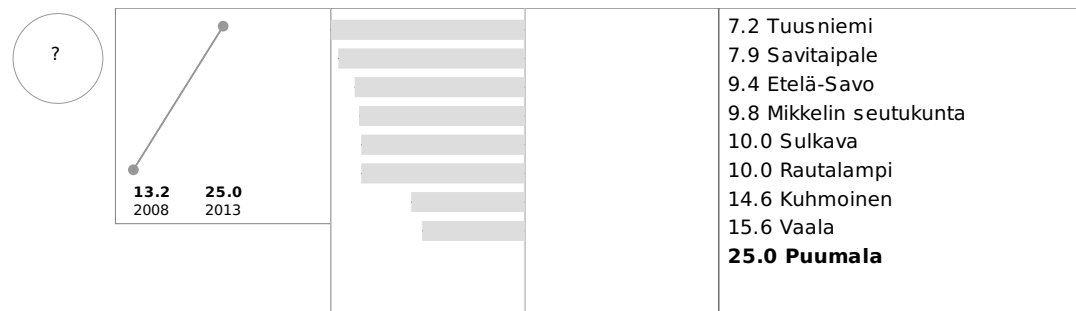 ?
13.2 25.0
2008 2013
7.2 Tuusniemi
7.9 Savitaipale
9.4 Etelä-Savo
9.8 Mikkelin seutukunta
10.0 Sulkava
10.0 Rautalampi
14.6 Kuhmoinen
15.6 Vaala
25.0 Puumala